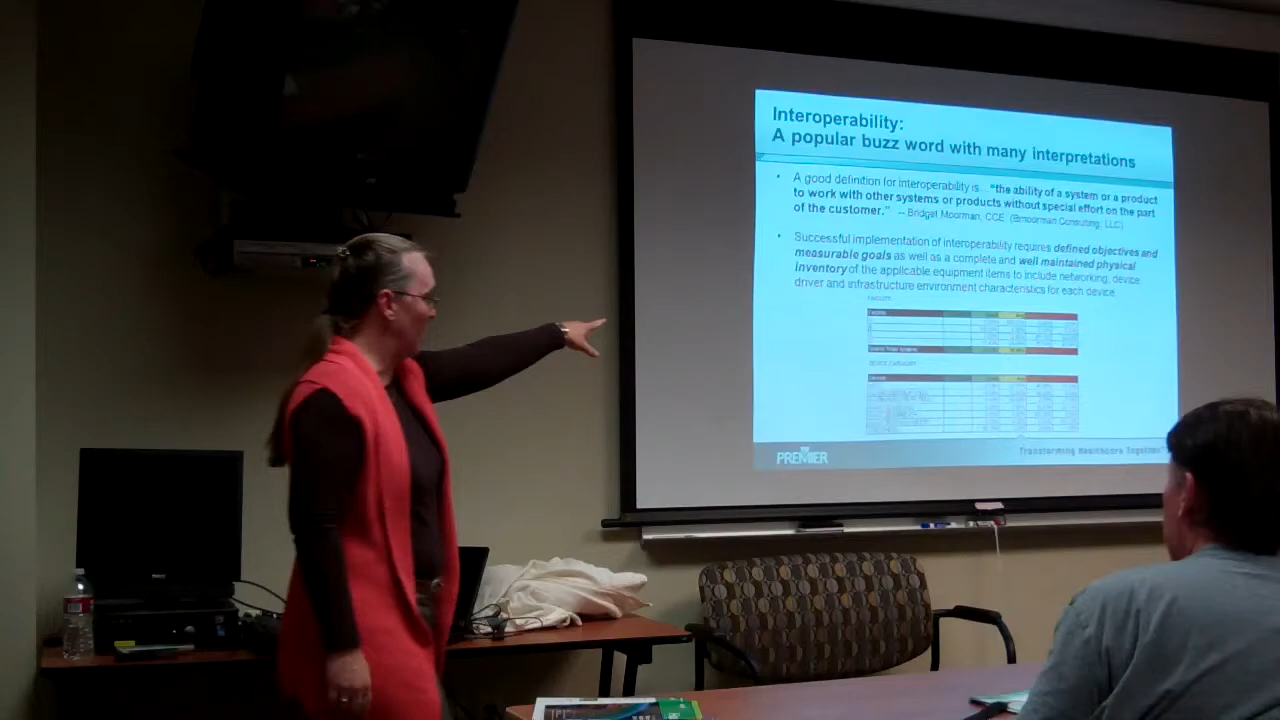 Interoperability:
A popular buzz word with many interpretations
• A good definition for interoperability is... "the ability of a system or a product
to work with other systems or products without special effort on the part
of the customer." -- Bridget Moorman, CCE (Bmoorman Consulting, LLC)
• Successful implementation of interoperability requires defined objectives and
measurable goals as well as a complete and well maintained physical
inventory of the applicable equipment items to include networking, device
driver and infrastructure environment characteristics for each device
PREMIER
Transforming Healthcare Together